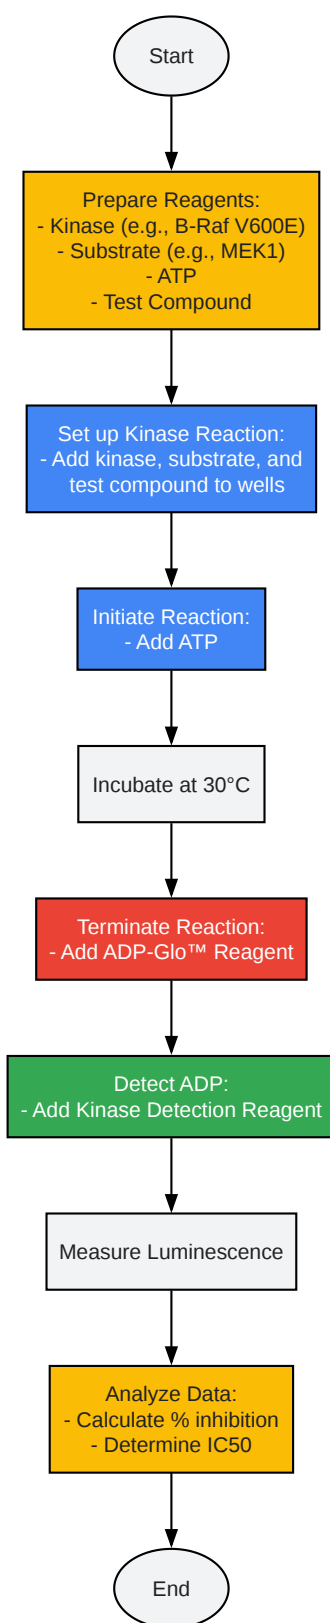 Start
Prepare Reagents:
- Kinase (e.g., B-Raf V600E)
- Substrate (e.g., MEK1)
- ATP
- Test Compound
Set up Kinase Reaction:
- Add kinase, substrate, and
test compound to wells
Initiate Reaction:
- Add ATP
Incubate at 30°C
Terminate Reaction:
- Add ADP-Glo™ Reagent
Detect ADP:
- Add Kinase Detection Reagent
Measure Luminescence
Analyze Data:
- Calculate % inhibition
- Determine IC50
End